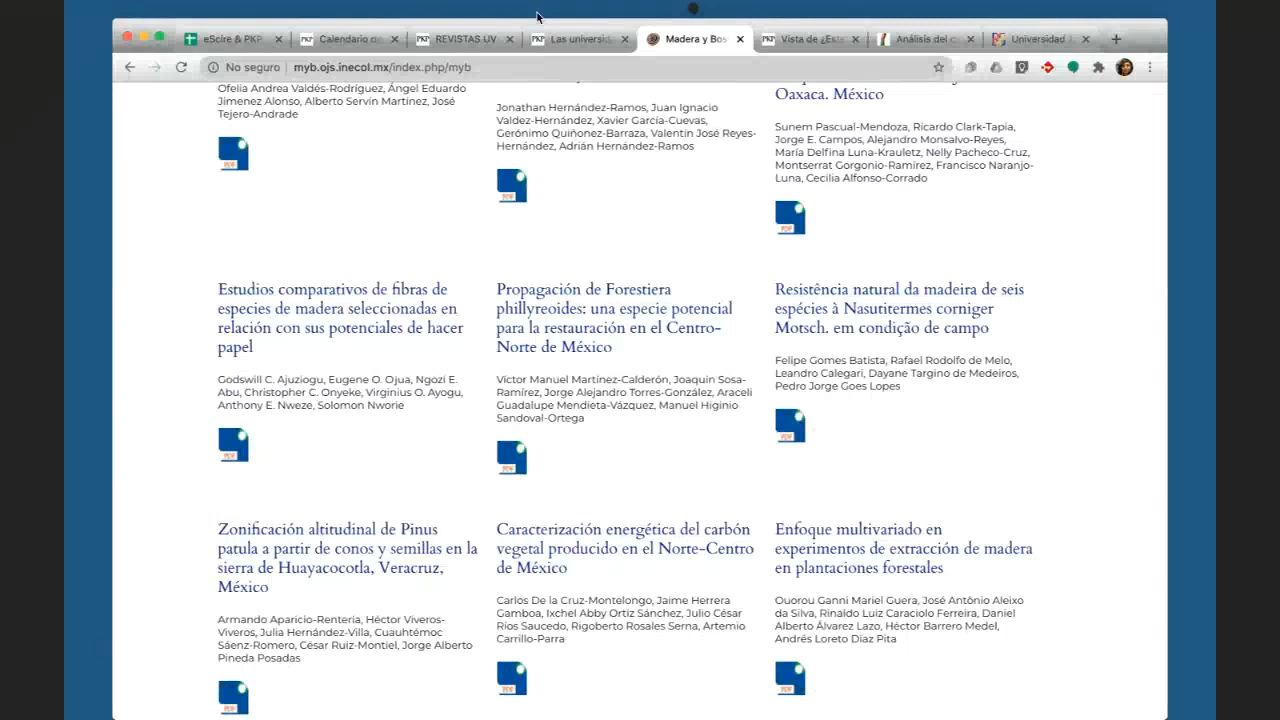 eScire & PKP
Calendario
REVISTAS UV
Las universid
Madera y Bos
Vista de ¿Este
Análisis del c
Universidad
No seguro
myb.ojs.inecol.mx/index.php/myb
Ofelia Andrea Valdés-Rodríguez, Ángel Eduardo
Jimenez Alonso, Alberto Servín Martínez, José
Tejero-Andrade
PDF
Jonathan Hernández-Ramos, Juan Ignacio
Valdez-Hernández, Xavier García-Cuevas,
Gerónimo Quiñonez-Barraza, Valentín José Reyes-
Hernández, Adrián Hernández-Ramos
PDF
Oaxaca. México
Sunem Pascual-Mendoza, Ricardo Clark-Tapia,
Jorge E. Campos, Alejandro Monsalvo-Reyes,
María Delfina Luna-Krauletz, Nelly Pacheco-Cruz,
Montserrat Gorgonio-Ramírez, Francisco Naranjo-
Luna, Cecilia Alfonso-Corrado
PDF
Estudios comparativos de fibras de
especies de madera seleccionadas en
relación con sus potenciales de hacer
papel
Godswill C. Ajuziogu, Eugene O. Ojua, Ngozi E.
Abu, Christopher C. Onyeke, Virginius O. Ayogu,
Anthony E. Nweze, Solomon Nworie
PDF
Propagación de Forestiera
phillyreoides: una especie potencial
para la restauración en el Centro-
Norte de México
Víctor Manuel Martínez-Calderón, Joaquín Sosa-
Ramírez, Jorge Alejandro Torres-González, Araceli
Guadalupe Mendieta-Vázquez, Manuel Higinio
Sandoval-Ortega
PDF
Resistência natural da madeira de seis
espécies à Nasutitermes corniger
Motsch. em condição de campo
Felipe Gomes Batista, Rafael Rodolfo de Melo,
Leandro Calegari, Dayane Targino de Medeiros,
Pedro Jorge Goes Lopes
PDF
Zonificación altitudinal de Pinus
patula a partir de conos y semillas en la
sierra de Huayacocotla, Veracruz,
México
Armando Aparicio-Rentería, Héctor Viveros-
Viveros, Julia Hernández-Villa, Cuauhtémoc
Sáenz-Romero, César Ruiz-Montiel, Jorge Alberto
Pineda Posadas
PDF
Caracterización energética del carbón
vegetal producido en el Norte-Centro
de México
Carlos De la Cruz-Montelongo, Jaime Herrera
Gamboa, Ixchel Abby Ortiz Sánchez, Julio César
Ríos Saucedo, Rigoberto Rosales Serna, Artemio
Carrillo-Parra
PDF
Enfoque multivariado en
experimentos de extracción de madera
en plantaciones forestales
Ouorou Ganni Mariel Guera, José Antônio Aleixo
da Silva, Rinaldo Luiz Caraciolo Ferreira, Daniel
Alberto Álvarez Lazo, Héctor Barrero Medel,
Andrés Loreto Díaz Pita
PDF